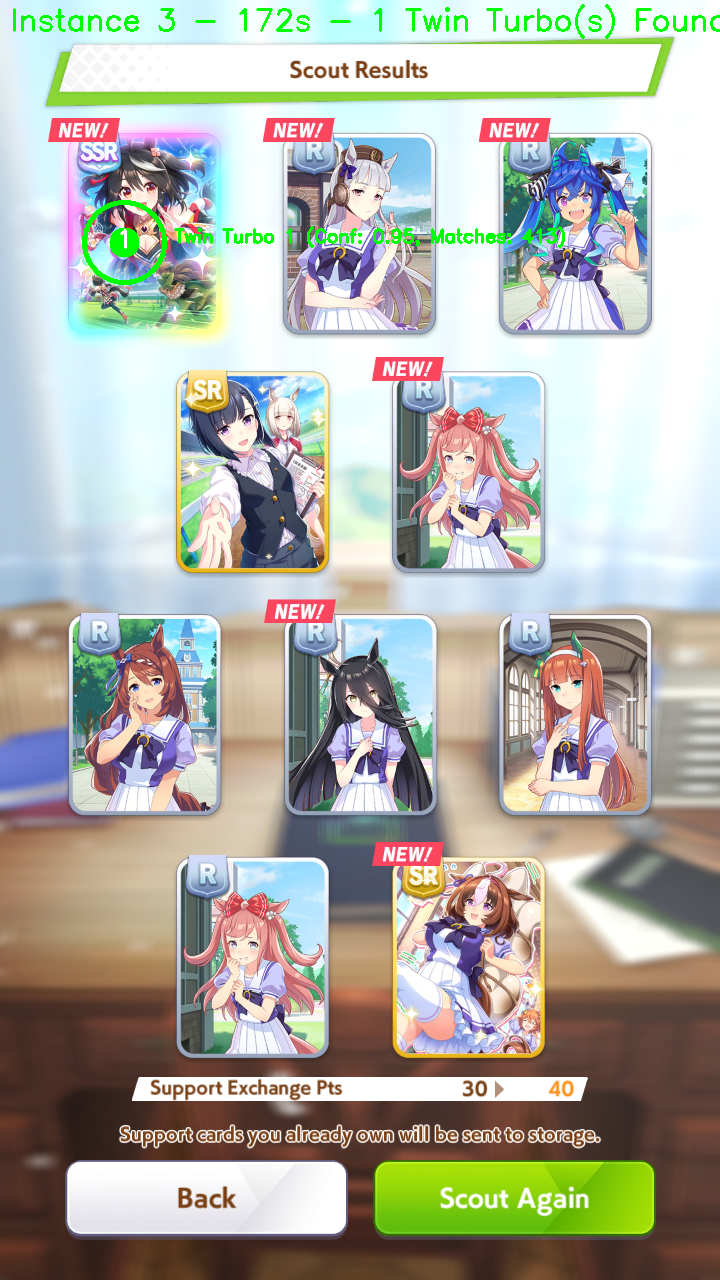 Instance 3 - 172s - 1 Twin Turbo(s) Foun
Scout Results
NEW! NEW! NEW!
SSR R R
1 Twin Turbo 1 (Conf: 0.95, Matches: 413)
NEW!
SR R
NEW!
R R R
NEW!
R SR
Support Exchange Pts 30 40
Support cards you already own will be sent to storage.
Back Scout Again